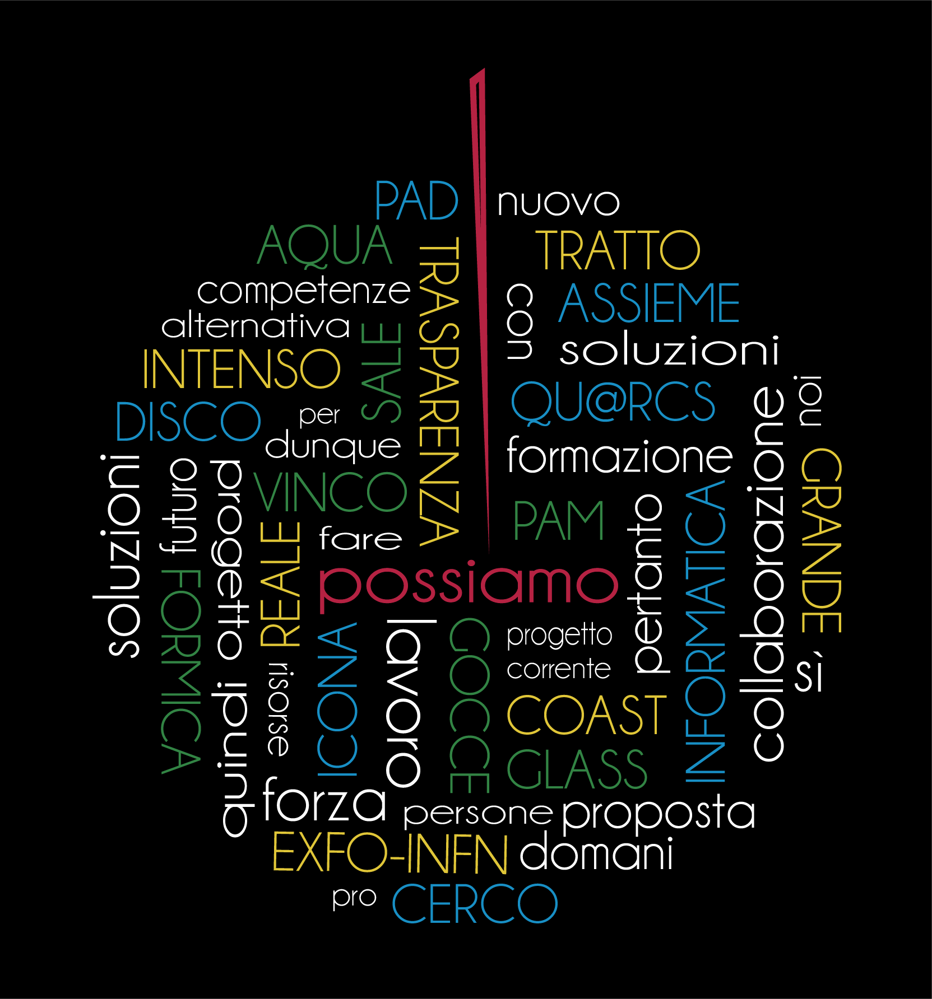 PAD
nuovo
AQUA
TRATTO
TRASPARENZA
competenze
con
ASSIEME
alternativa
SALE
soluzioni
INTENSO
QU@RCS
noi
DISCO
per
collaborazione
dunque
formazione
GRANDE
soluzioni
futuro
progetto
VINCO
PAM
pertanto
INFORMATICA
REALE
fare
possiamo
FORMICA
ICONA
lavoro
GOCCE
progetto
corrente
sí
risorse
quindi
COAST
GLASS
forza
persone
proposta
EXFO-INFN
domani
pro
CERCO